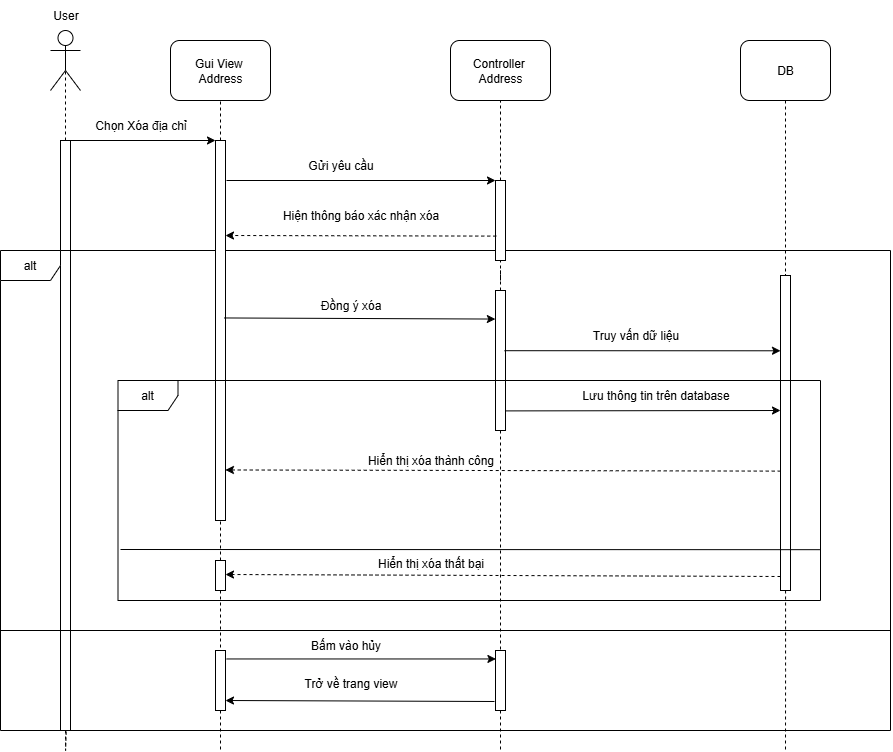 User
Gui View
Address
Controller
Address
DB
Chọn Xóa địa chỉ
Gửi yêu cầu
Hiện thông báo xác nhận xóa
alt
Đồng ý xóa
Truy vấn dữ liệu
alt
Lưu thông tin trên database
Hiển thị xóa thành công
Hiển thị xóa thất bại
Bấm vào hủy
Trở về trang view